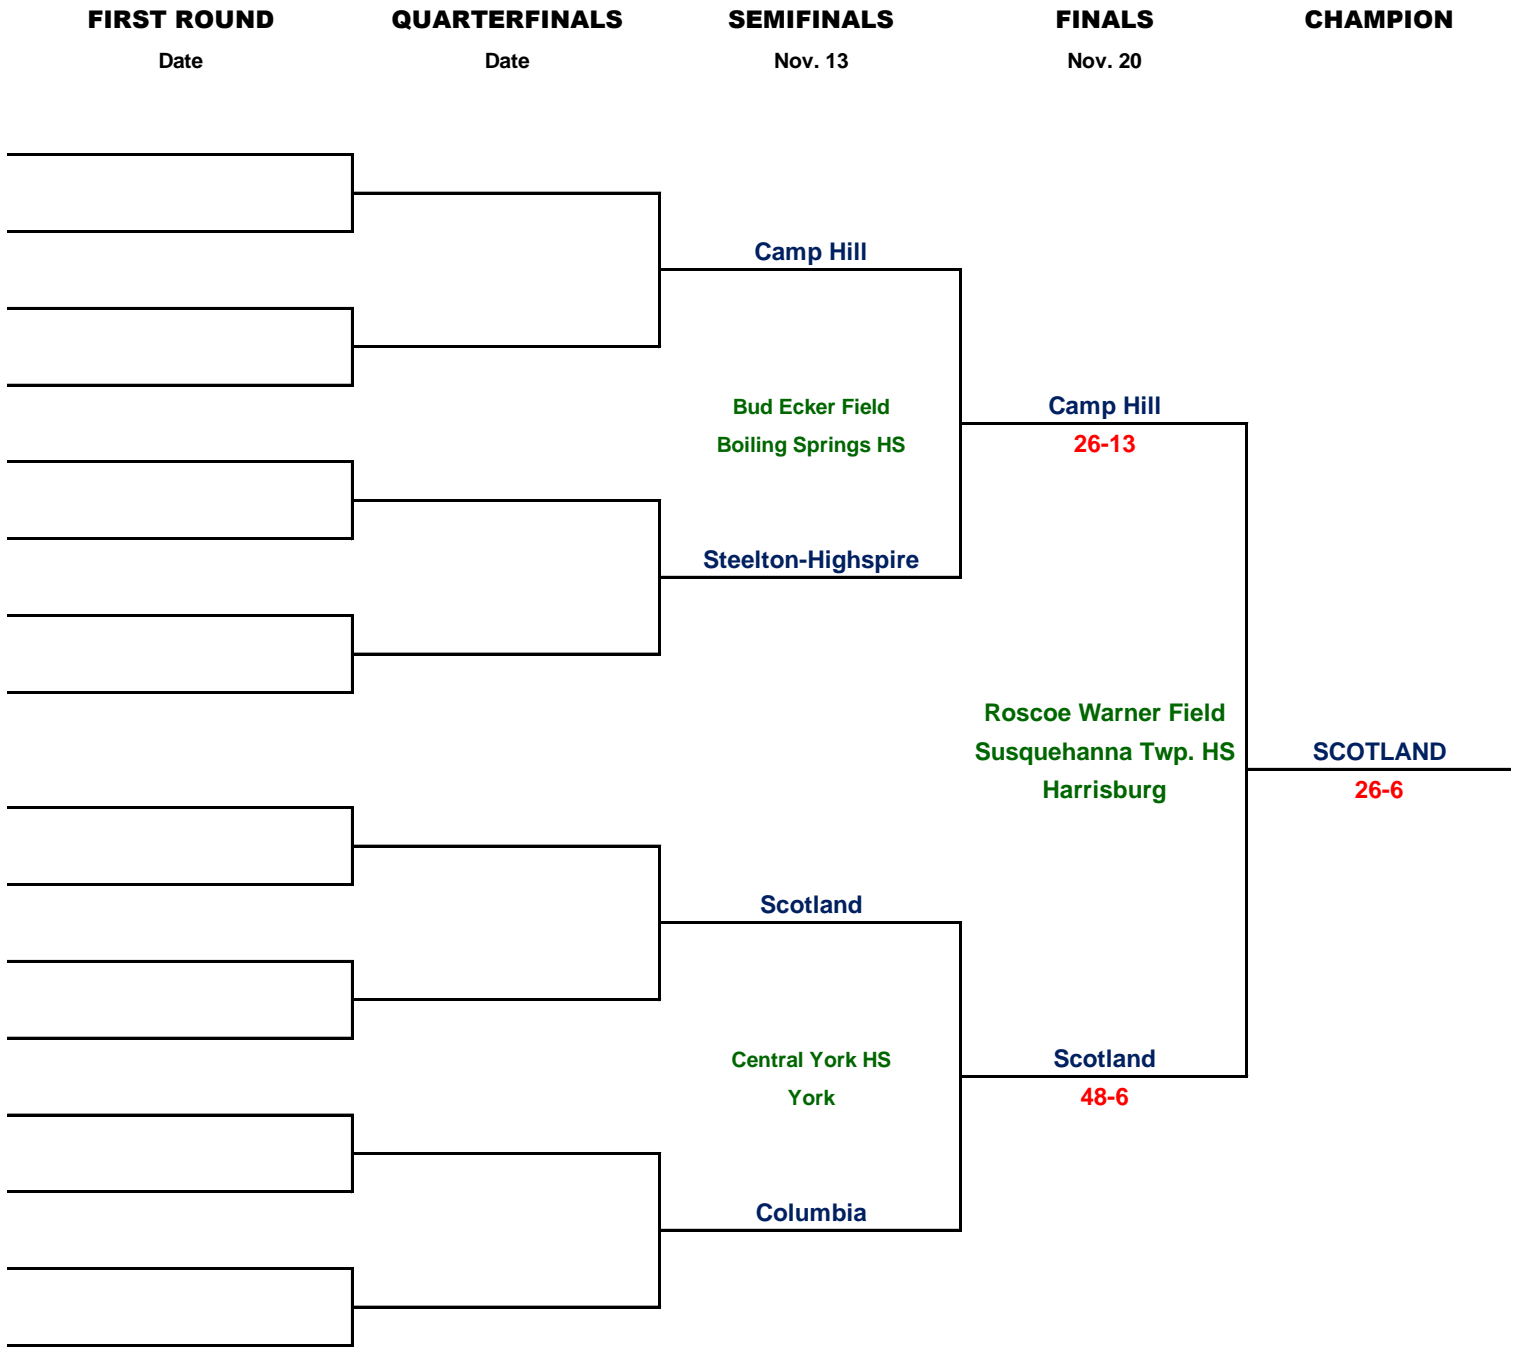 FIRST ROUND
QUARTERFINALS
SEMIFINALS
FINALS
CHAMPION
Date
Date
Nov. 13
Nov. 20
Camp Hill
Bud Ecker Field
Boiling Springs HS
Camp Hill
26-13
Steelton-Highspire
Roscoe Warner Field
Susquehanna Twp. HS
Harrisburg
SCOTLAND
26-6
Scotland
Central York HS
York
Scotland
48-6
Columbia